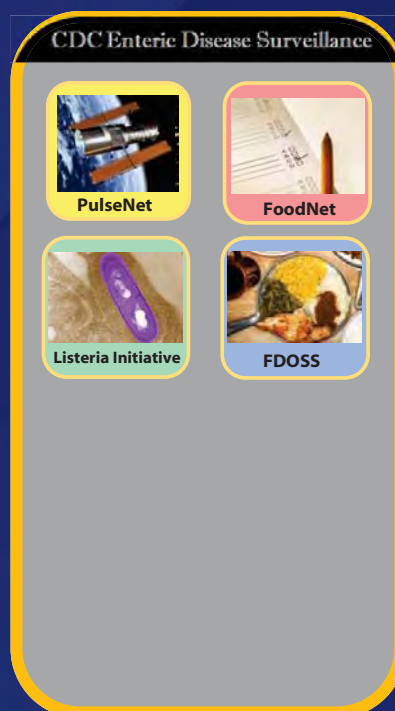 CDC Enteric Disease Surveillance
PulseNet
FoodNet
Listeria Initiative
FDOSS